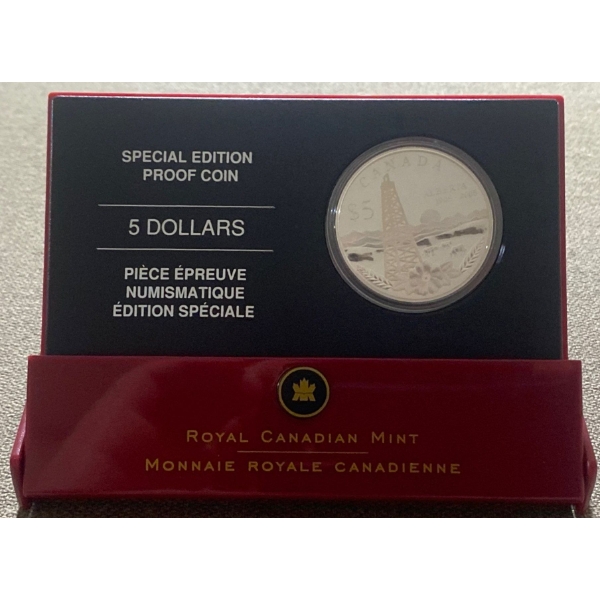 SPECIAL EDITION
PROOF COIN
5 DOLLARS
PIÈCE ÉPREUVE
NUMISMATIQUE
ÉDITION SPÉCIALE
CANADA
$5
ROYAL CANADIAN MINT
MONNAIE ROYALE CANADIENNE